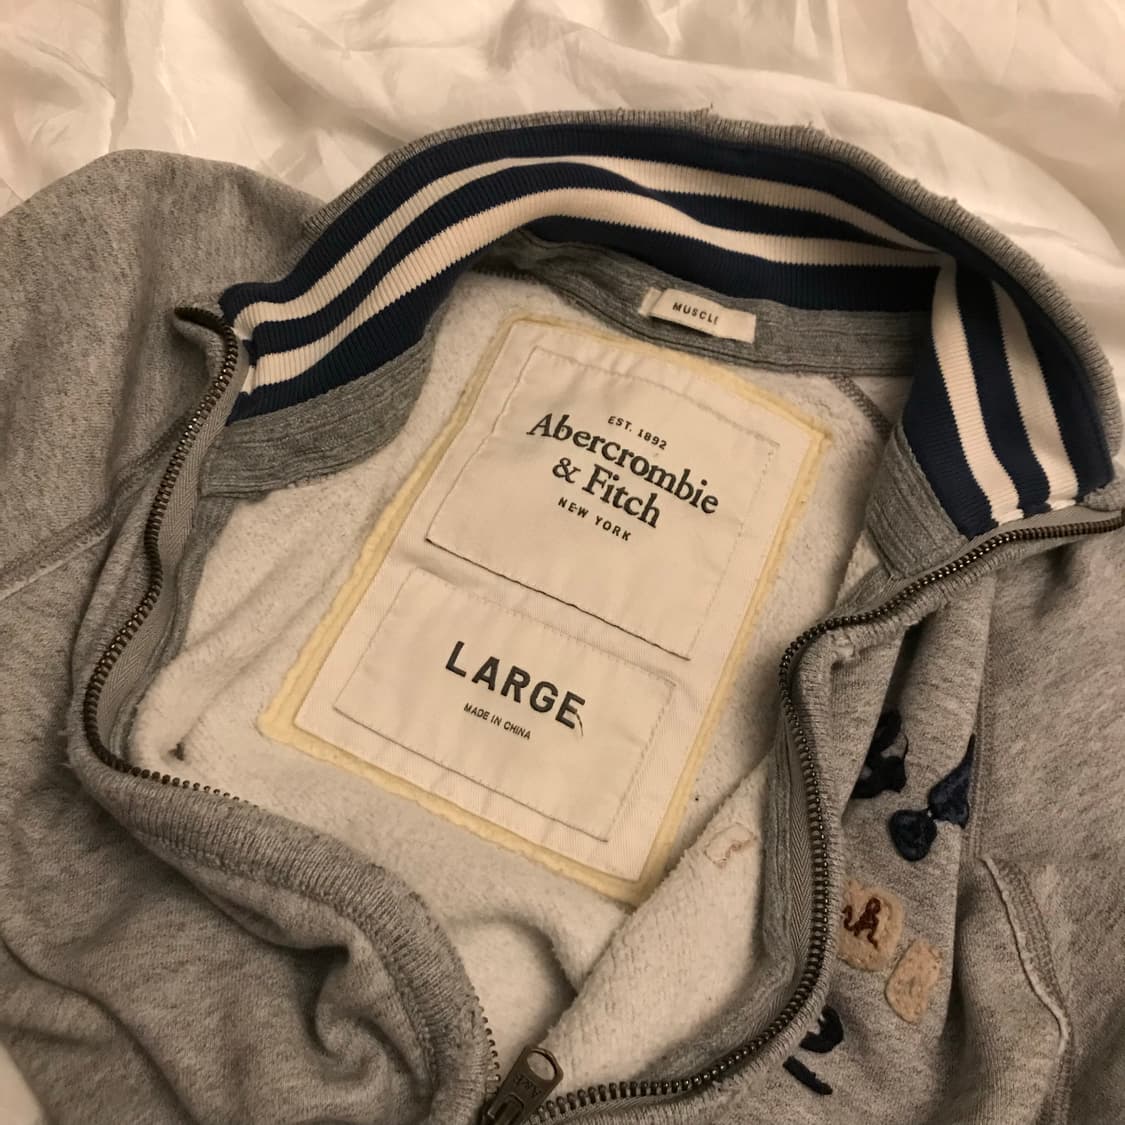 MUSCLE
EST. 1892
Abercrombie
& Fitch
NEW YORK
LARGE
MADE IN CHINA
A&F